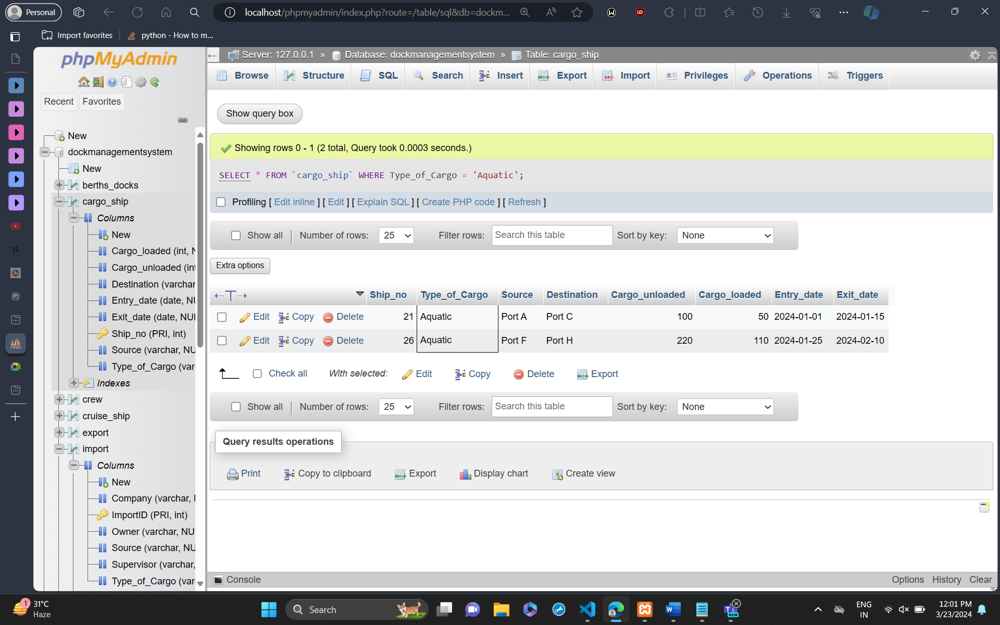 Personal
localhost/phpmyadmin/index.php?route=/table/sql&db=dockm...
Import favorites
python - How to m...
phpMyAdmin
Recent
Favorites
New
dockmanagementsystem
New
berths_docks
cargo_ship
Columns
New
Cargo_loaded (int, N
Cargo_unloaded (int
Destination (varchar
Entry_date (date, NU
Exit_date (date, NUL
Ship_no (PRI, int)
Source (varchar, NU
Type_of_Cargo (var
Indexes
crew
cruise_ship
export
import
Columns
New
Company (varchar,
ImportID (PRI, int)
Owner (varchar, NU
Source (varchar, NU
Supervisor (varchar,
Type_of_Cargo (var
Server: 127.0.0.1 » Database: dockmanagementsystem » Table: cargo_ship
Browse Structure SQL Search Insert Export Import Privileges Operations Triggers
Show query box
Showing rows 0 - 1 (2 total, Query took 0.0003 seconds.)
SELECT * FROM `cargo_ship` WHERE Type_of_Cargo = 'Aquatic';
Profiling [ Edit inline ] [ Edit ] [ Explain SQL ] [ Create PHP code ] [ Refresh ]
Show all Number of rows: 25 Filter rows: Search this table Sort by key: None
Extra options
←T→ Ship_no Type_of_Cargo Source Destination Cargo_unloaded Cargo_loaded Entry_date Exit_date
Edit Copy Delete 21 Aquatic Port A Port C 100 50 2024-01-01 2024-01-15
Edit Copy Delete 26 Aquatic Port F Port H 220 110 2024-01-25 2024-02-10
Check all With selected: Edit Copy Delete Export
Show all Number of rows: 25 Filter rows: Search this table Sort by key: None
Query results operations
Print Copy to clipboard Export Display chart Create view
Console
Options History Clear
1
31°C
Haze
Search
NEW
ENG
IN
12:01 PM
3/23/2024